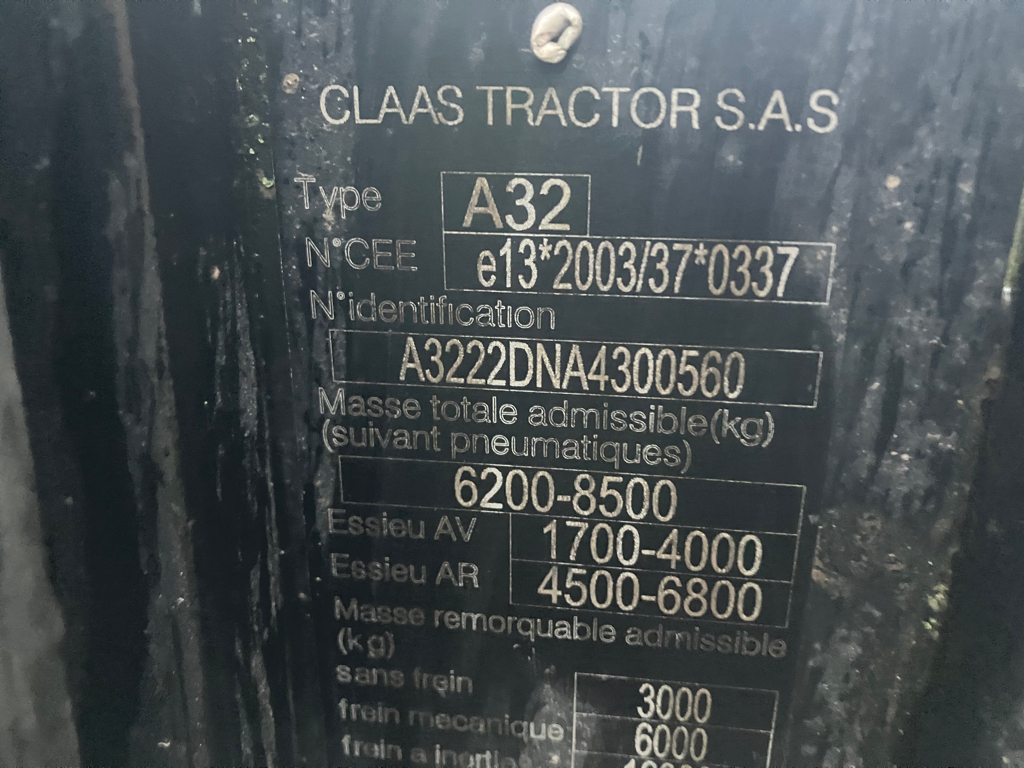 CLAAS TRACTOR S.A.S
Type A32
N°CEE e13*2003/37*0337
N°identification
A3222DNA4300560
Masse totale admissible(kg)
(suivant pneumatiques)
6200-8500
Essieu AV 1700-4000
Essieu AR 4500-6800
Masse remorquable admissible
(kg)
sans frein 3000
frein mecanique 6000
frein a